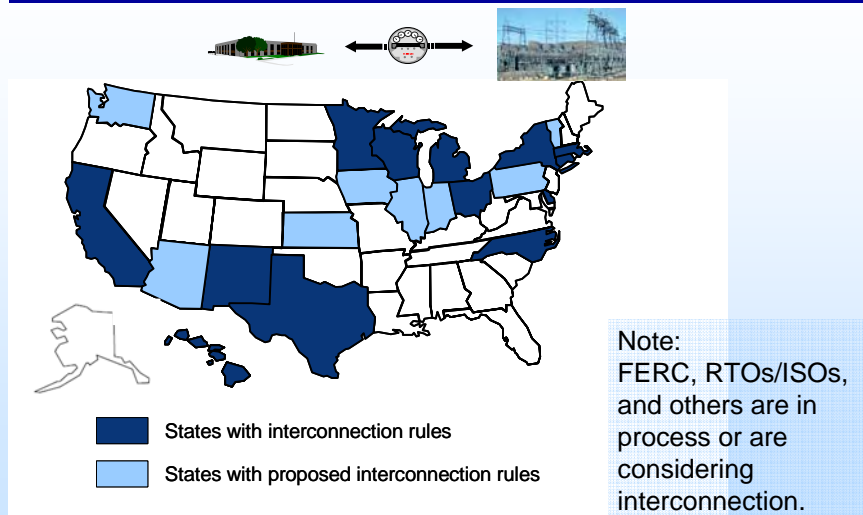 States with interconnection rules
States with proposed interconnection rules
Note:
FERC, RTOs/ISOs,
and others are in
process or are
considering
interconnection.